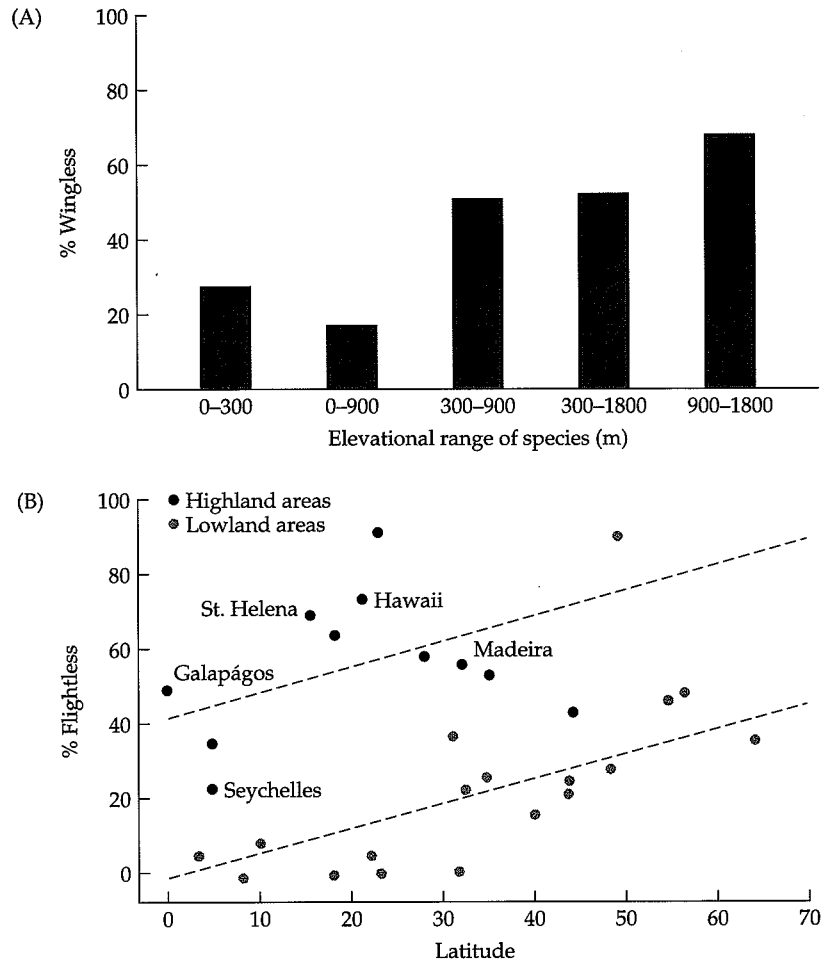 (A)
100
80
60
40
20
0
% Wingless
0–300 0–900 300–900 300–1800 900–1800
Elevational range of species (m)
(B)
100
80
60
40
20
0
% Flightless
Highland areas
Lowland areas
St. Helena
Hawaii
Galapágos
Madeira
Seychelles
0 10 20 30 40 50 60 70
Latitude